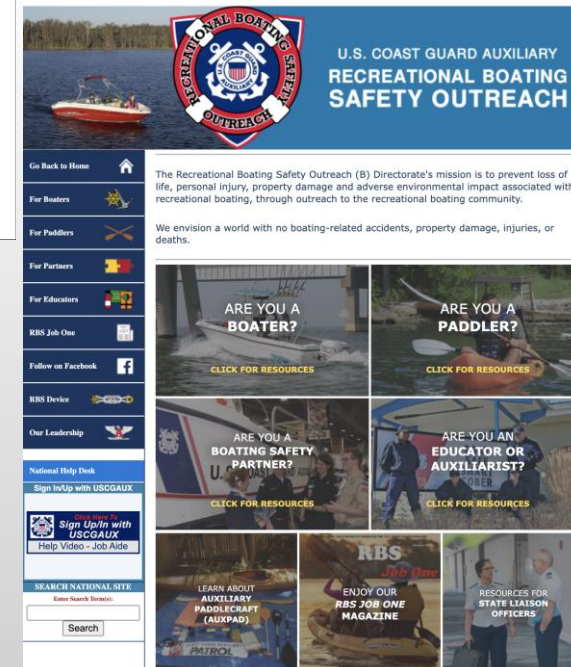 U.S. COAST GUARD AUXILIARY
RECREATIONAL BOATING
SAFETY OUTREACH
RECREATIONAL BOATING SAFETY
OUTREACH
U.S. COAST GUARD
AUXILIARY
Go Back to Home
For Boaters
For Paddlers
For Partners
For Educators
RBS Job One
Follow on Facebook
RBS Device
Our Leadership
National Help Desk
Sign In/Up with USCGAUX
Click Here To
Sign Up/In with
USCGAUX
Help Video - Job Aide
SEARCH NATIONAL SITE
Enter Search Term(s):
Search
The Recreational Boating Safety Outreach (B) Directorate's mission is to prevent loss of
life, personal injury, property damage and adverse environmental impact associated with
recreational boating, through outreach to the recreational boating community.
We envision a world with no boating-related accidents, property damage, injuries, or
deaths.
ARE YOU A
BOATER?
CLICK FOR RESOURCES
ARE YOU A
PADDLER?
CLICK FOR RESOURCES
ARE YOU A
BOATING SAFETY
PARTNER?
CLICK FOR RESOURCES
ARE YOU AN
EDUCATOR OR
AUXILIARIST?
CLICK FOR RESOURCES
LEARN ABOUT
AUXILIARY
PADDLECRAFT
(AUXPAD)
PATROL
RBS
Job One
ENJOY OUR
RBS JOB ONE
MAGAZINE
RESOURCES FOR
STATE LIAISON
OFFICERS